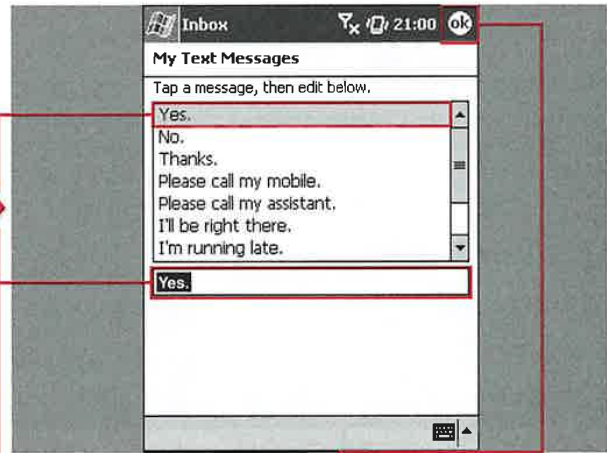 Inbox 21:00 ok
My Text Messages
Tap a message, then edit below.
Yes.
No.
Thanks.
Please call my mobile.
Please call my assistant.
I'll be right there.
I'm running late.
Yes.